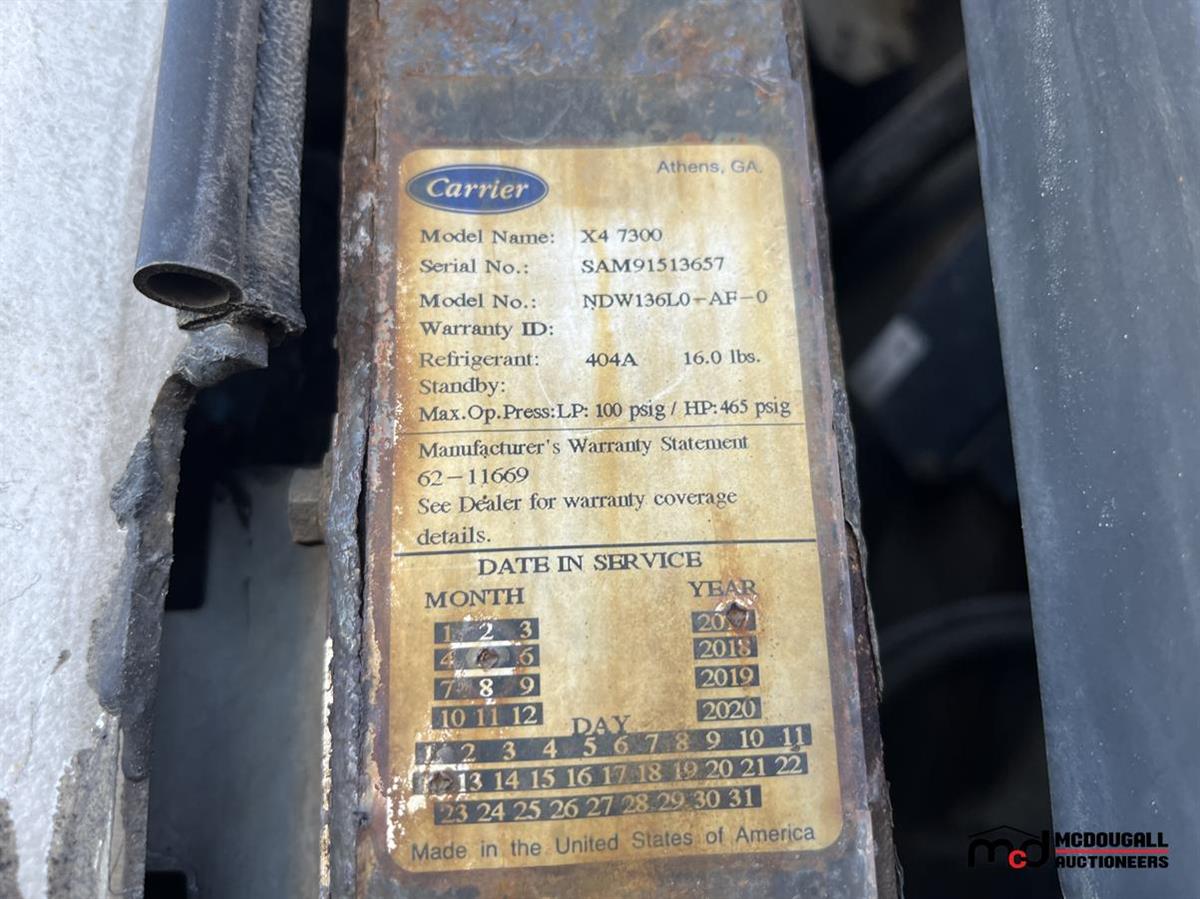 Carrier
Athens, GA.
Model Name: X4 7300
Serial No.: SAM91513657
Model No.: NDW136L0-AF-0
Warranty ID:
Refrigerant: 404A 16.0 lbs.
Standby:
Max.Op.Press:LP: 100 psig / HP:465 psig
Manufacturer's Warranty Statement
62-11669
See Dealer for warranty coverage
details.
DATE IN SERVICE
MONTH YEAR
1 2 3
4 6 2018
7 8 9 2019
10 11 12 2020
DAY
1 2 3 4 5 6 7 8 9 10 11
13 14 15 16 17 18 19 20 21 22
23 24 25 26 27 28 29 30 31
Made in the United States of America
mcd MCDOUGALL
AUCTIONEERS